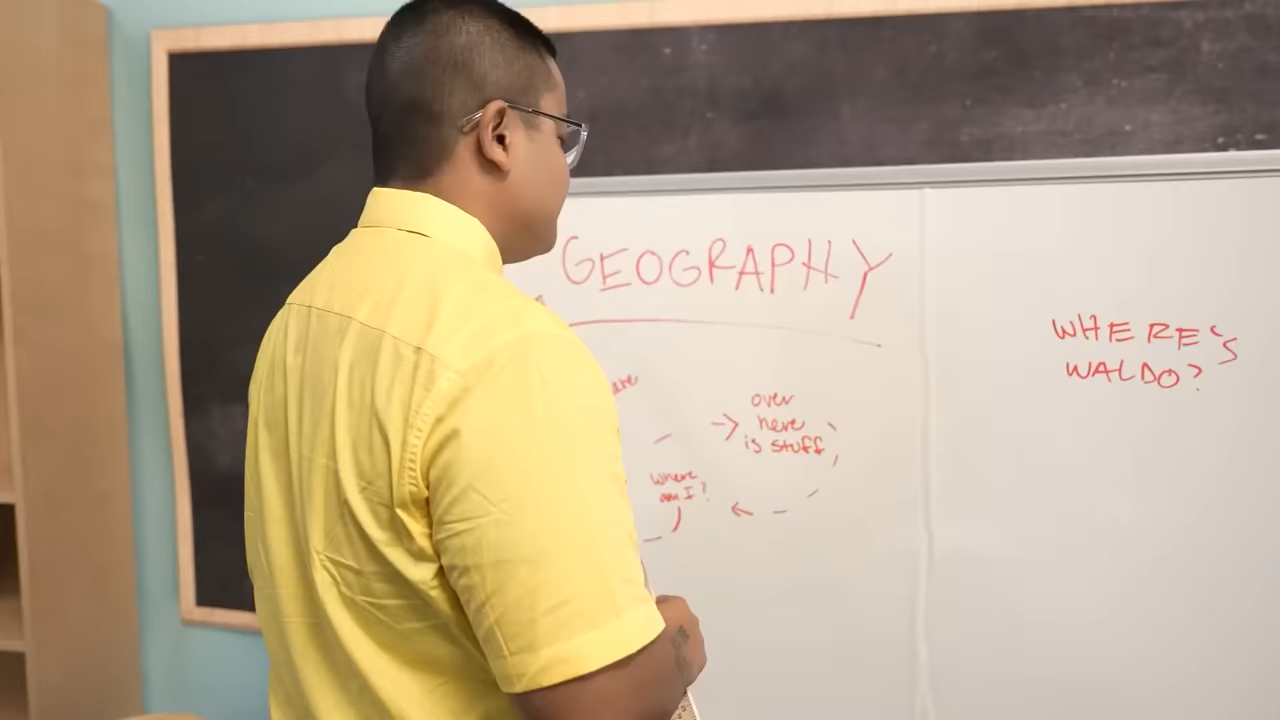 GEOGRAPHY
WHERE'S
WALDO?
over
here
is stuff
where
am I?